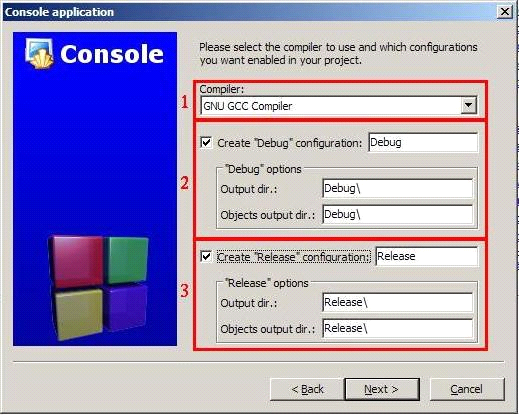 Console application
Console
Please select the compiler to use and which configurations
you want enabled in your project.
1
Compiler:
GNU GCC Compiler
2
Create "Debug" configuration: Debug
"Debug" options
Output dir.: Debug\
Objects output dir.: Debug\
3
Create "Release" configuration: Release
"Release" options
Output dir.: Release\
Objects output dir.: Release\
< Back Next > Cancel